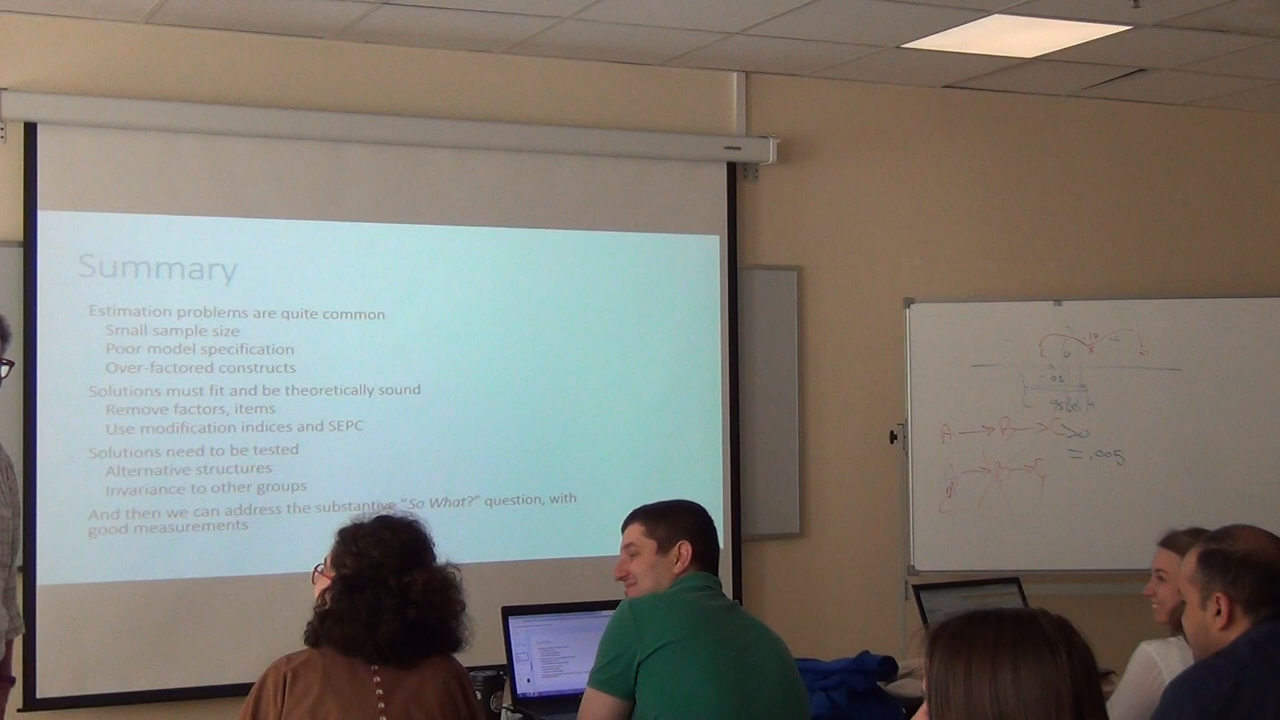 Summary
Estimation problems are quite common
Small sample size
Poor model specification
Over-factored constructs
Solutions must fit and be theoretically sound
Remove factors, items
Use modification indices and SEPC
Solutions need to be tested
Alternative structures
Invariance to other groups
And then we can address the substantive "So What?" question, with
good measurements
A → B → C > 0
= .005